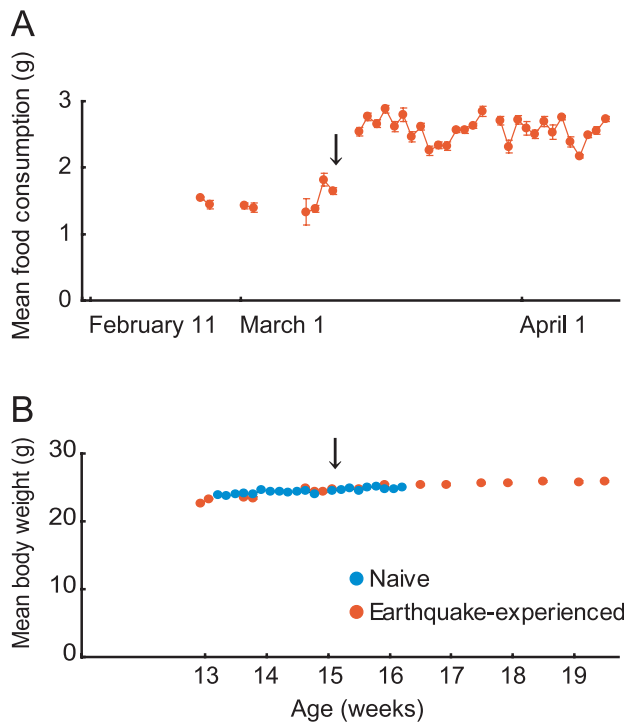 A
Mean food consumption (g)
3
2
1
0
February 11
March 1
April 1
B
Mean body weight (g)
30
20
10
0
Naive
Earthquake-experienced
13 14 15 16 17 18 19
Age (weeks)